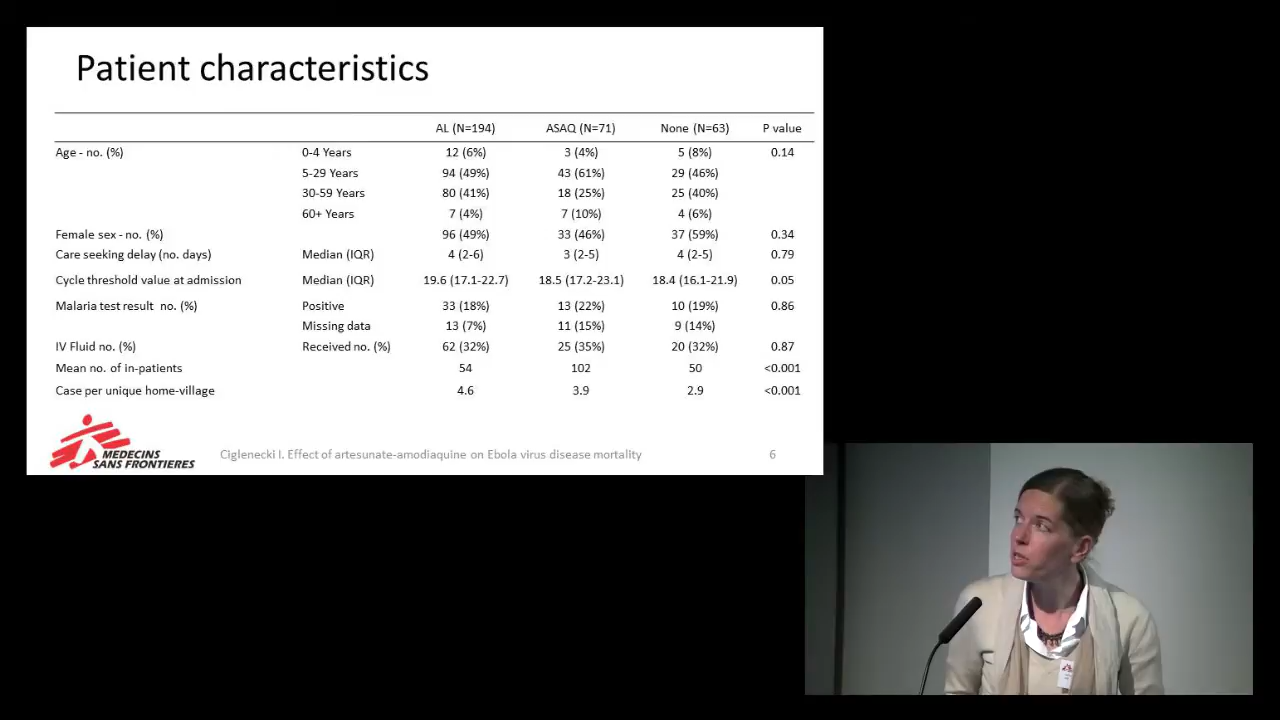 Patient characteristics
AL (N=194) ASAQ (N=71) None (N=63) P value
Age - no. (%) 0-4 Years 12 (6%) 3 (4%) 5 (8%) 0.14
5-29 Years 94 (49%) 43 (61%) 29 (46%)
30-59 Years 80 (41%) 18 (25%) 25 (40%)
60+ Years 7 (4%) 7 (10%) 4 (6%)
Female sex - no. (%) 96 (49%) 33 (46%) 37 (59%) 0.34
Care seeking delay (no. days) Median (IQR) 4 (2-6) 3 (2-5) 4 (2-5) 0.79
Cycle threshold value at admission Median (IQR) 19.6 (17.1-22.7) 18.5 (17.2-23.1) 18.4 (16.1-21.9) 0.05
Malaria test result no. (%) Positive 33 (18%) 13 (22%) 10 (19%) 0.86
Missing data 13 (7%) 11 (15%) 9 (14%)
IV Fluid no. (%) Received no. (%) 62 (32%) 25 (35%) 20 (32%) 0.87
Mean no. of in-patients 54 102 50 <0.001
Case per unique home-village 4.6 3.9 2.9 <0.001
MEDECINS
SANS FRONTIERES
Ciglenecki I. Effect of artesunate-amodiaquine on Ebola virus disease mortality 6